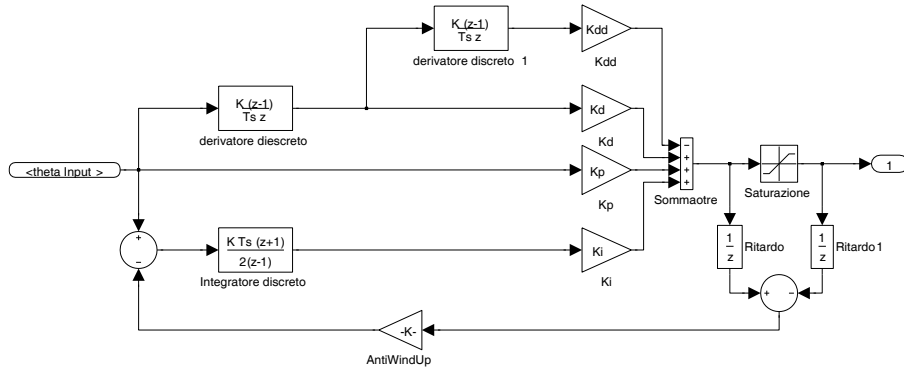 K (z-1)
Ts z
derivatore discreto 1
Kdd
Kdd
K (z-1)
Ts z
derivatore diescreto
Kd
Kd
<theta Input >
Kp
Kp
−
+
+
+
Sommaotre
Saturazione
1
+
−
K Ts (z+1)
2(z-1)
Integratore discreto
Ki
Ki
1
z
Ritardo
1
z
Ritardo1
+
−
-K-
AntiWindUp